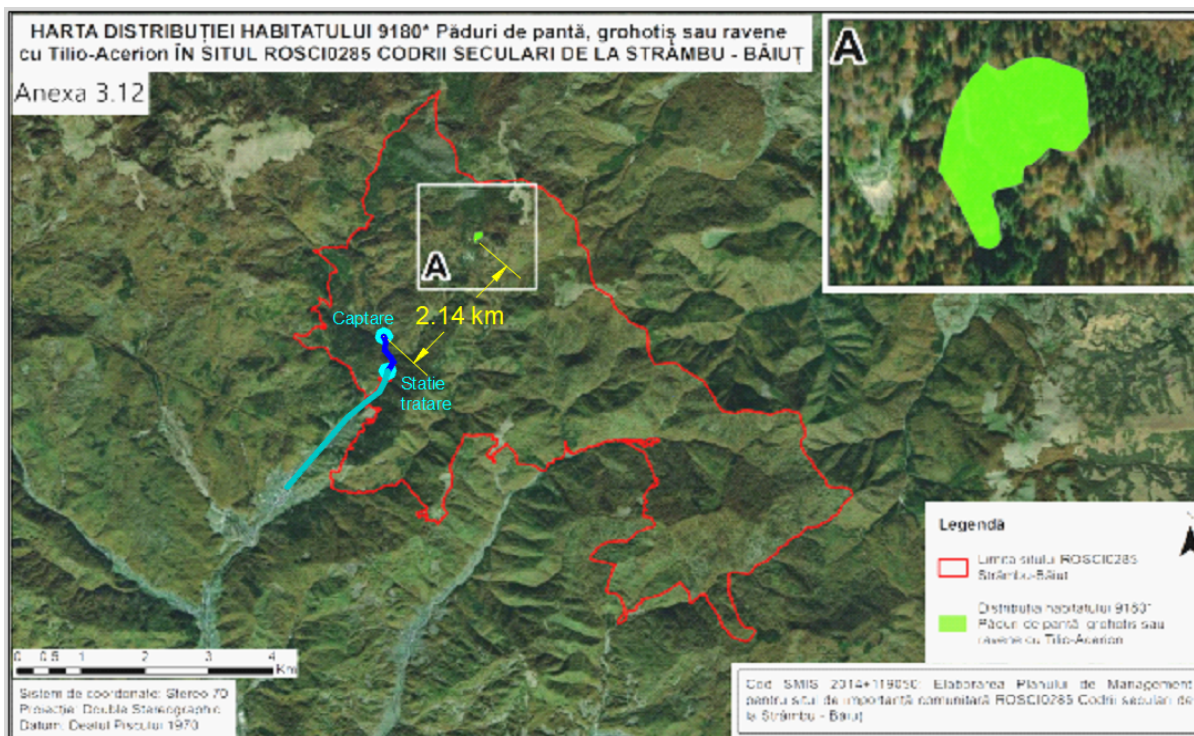 HARTA DISTRIBUȚIEI HABITATULUI 9180* Păduri de pantă, grohotiș sau ravene
cu Tilio-Acerion ÎN SITUL ROSCI0285 CODRII SECULARI DE LA STRÂMBU - BĂIUȚ
Anexa 3.12
A
A
2.14 km
Captare
Statie
tratare
Legendă
Limita sitului ROSCI0285
Strâmbu-Băiuț
Distribuția habitatului 9180*
Păduri de pantă, grohotiș sau
ravene cu Tilio-Acerion
0 0.5 1 2 3 4
Km
Sistem de coordonate: Stereo 70
Proiecție: Double Stereographic
Datum: Dealul Piscului 1970
Cod SMIS 2014+119050: Elaborarea Planului de Management
pentru situl de importanță comunitară ROSCI0285 Codrii seculari de
la Strâmbu - Băiuț